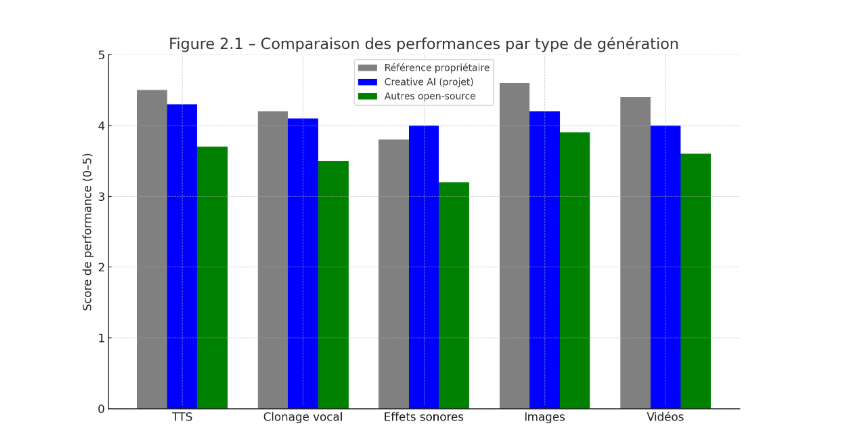 Figure 2.1 – Comparaison des performances par type de génération
Référence propriétaire
Creative AI (projet)
Autres open-source
Score de performance (0–5)
5
4
3
2
1
0
TTS
Clonage vocal
Effets sonores
Images
Vidéos